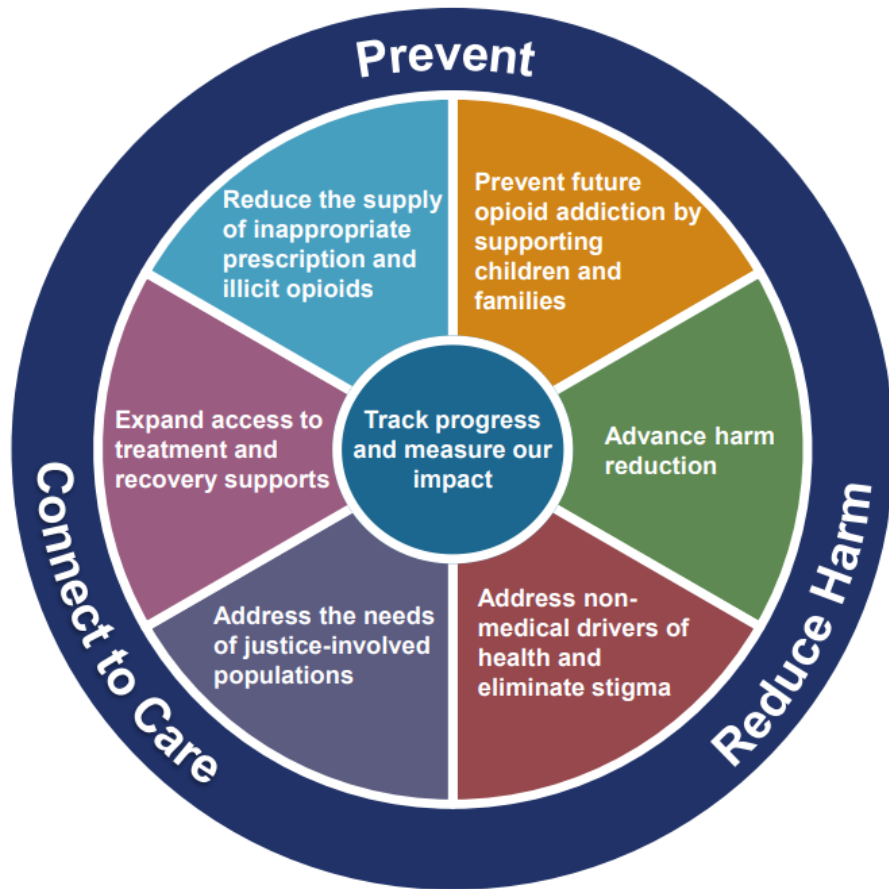 Prevent
Reduce the supply
of inappropriate
prescription and
illicit opioids
Prevent future
opioid addiction by
supporting
children and
families
Expand access to
treatment and
recovery supports
Track progress
and measure our
impact
Advance harm
reduction
Address the needs
of justice-involved
populations
Address non-
medical drivers of
health and
eliminate stigma
Connect to Care
Reduce Harm